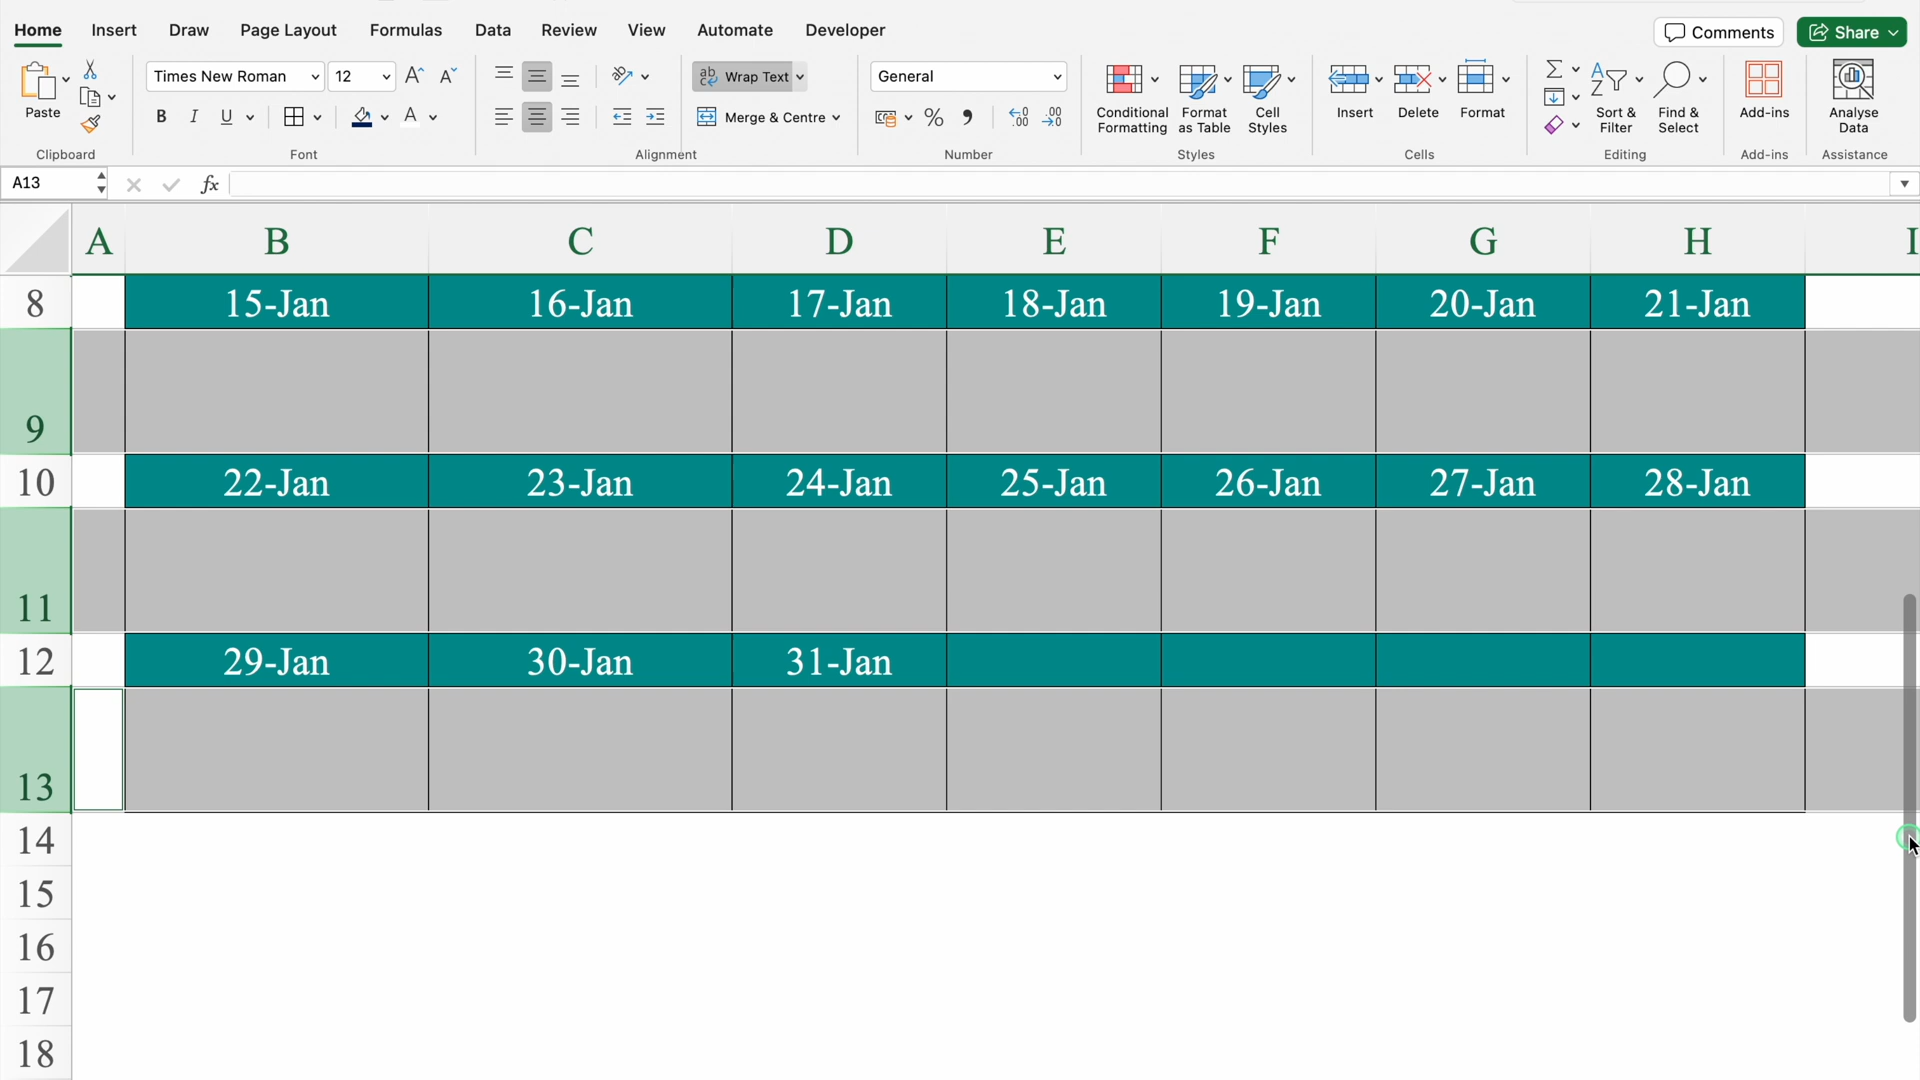 Home Insert Draw Page Layout Formulas Data Review View Automate Developer Comments Share
Paste Times New Roman 12 A A Wrap Text General Conditional Formatting Format as Table Cell Styles Insert Delete Format Sort & Filter Find & Select Add-ins Analyse Data
B I U A Merge & Centre % , .00 .00
Clipboard Font Alignment Number Styles Cells Editing Add-ins Assistance
A13 fx
A B C D E F G H I
8 15-Jan 16-Jan 17-Jan 18-Jan 19-Jan 20-Jan 21-Jan
9
10 22-Jan 23-Jan 24-Jan 25-Jan 26-Jan 27-Jan 28-Jan
11
12 29-Jan 30-Jan 31-Jan
13
14
15
16
17
18